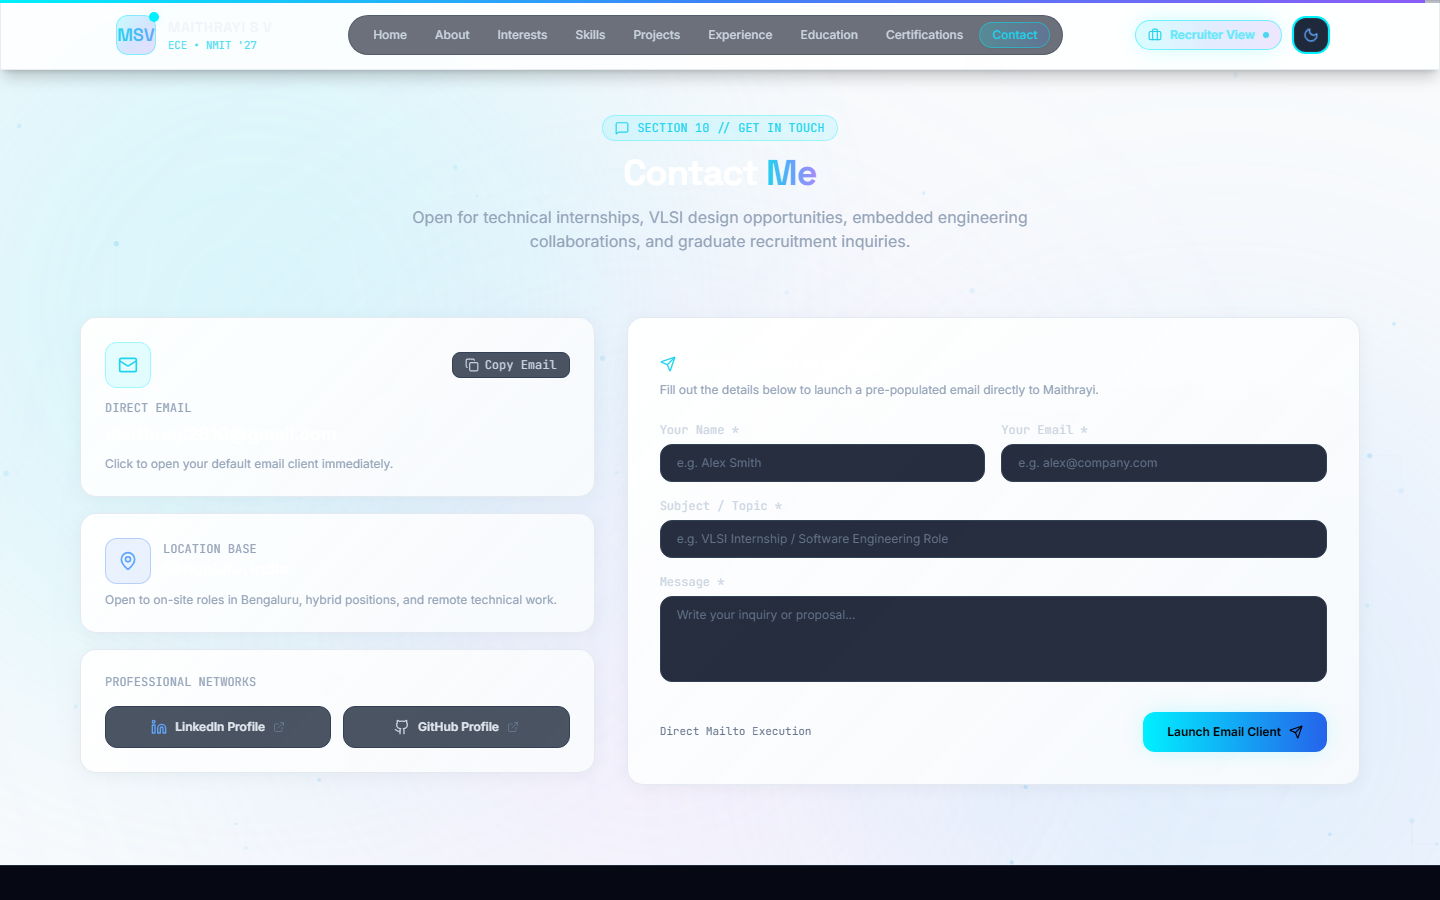 MSV
MAITHRAYI S V
ECE • NMIT '27
Home
About
Interests
Skills
Projects
Experience
Education
Certifications
Contact
Recruiter View
SECTION 10 // GET IN TOUCH
Contact Me
Open for technical internships, VLSI design opportunities, embedded engineering
collaborations, and graduate recruitment inquiries.
Copy Email
DIRECT EMAIL
Click to open your default email client immediately.
LOCATION BASE
Open to on-site roles in Bengaluru, hybrid positions, and remote technical work.
PROFESSIONAL NETWORKS
LinkedIn Profile
GitHub Profile
Fill out the details below to launch a pre-populated email directly to Maithrayi.
Your Name *
Your Email *
e.g. Alex Smith
e.g. alex@company.com
Subject / Topic *
e.g. VLSI Internship / Software Engineering Role
Message *
Write your inquiry or proposal...
Direct Mailto Execution
Launch Email Client